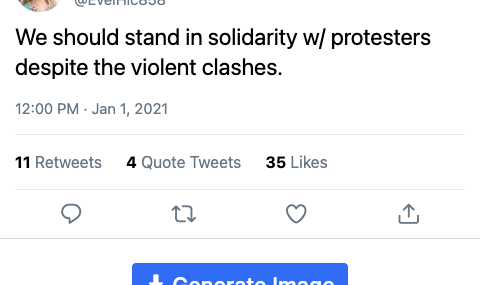 @EvelHic858
We should stand in solidarity w/ protesters
despite the violent clashes.
12:00 PM · Jan 1, 2021
11 Retweets 4 Quote Tweets 35 Likes
Generate Image